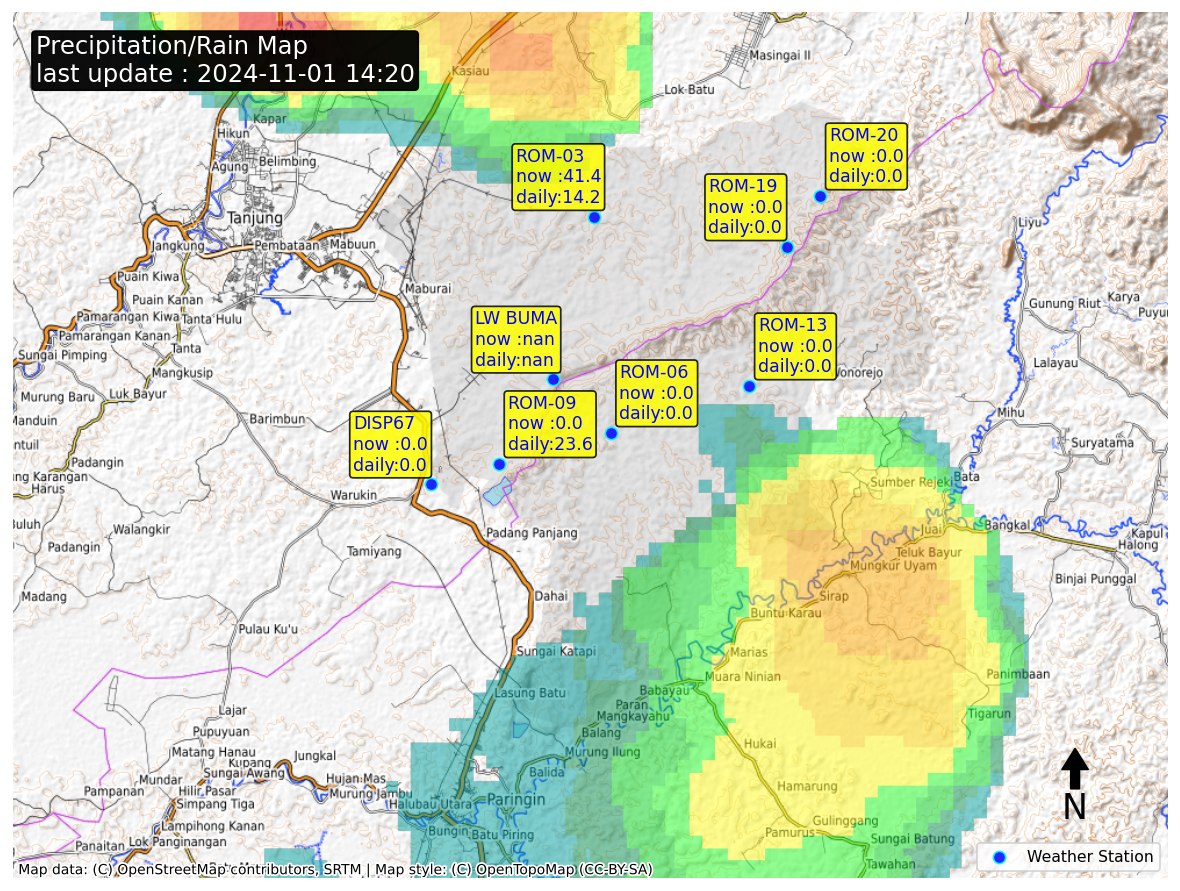 Precipitation/Rain Map
last update : 2024-11-01 14:20
Masingai II
Kasiau
Lok Batu
Kapar
Hikun
Belimbing
Agung
ROM-03
now :41.4
daily:14.2
ROM-20
now :0.0
daily:0.0
ROM-19
now :0.0
daily:0.0
Tanjung
Jangkung
Pembataan
Mabuun
Liyu
Puain Kiwa
Maburai
Puain Kanan
Karya
Gunung Riut
Pamarangan Kiwa
Tanta Hulu
Pamarangan Kanan
Tanta
Sungai Pimping
Mangkusip
Lalayau
LW BUMA
now :nan
daily:nan
ROM-13
now :0.0
daily:0.0
ROM-06
now :0.0
daily:0.0
ROM-09
now :0.0
daily:23.6
DISP67
now :0.0
daily:0.0
Murung Baru
Luk Bayur
Barimbun
Mihu
Suryatama
Padangin
Harus
Warukin
Sumber Rejeki
Bata
Walangkir
Padang Panjang
Juai
Bangkal
Kapul
Halong
Padangin
Tamiyang
Teluk Bayur
Mungkur Uyam
Binjai Punggal
Madang
Dahai
Sirap
Buntu Karau
Pulau Ku'u
Sungai Katapi
Marias
Muara Ninian
Panimbaan
Lasung Batu
Babayau
Paran
Mangkayahu
Tigarun
Lajar
Pupuyuan
Balang
Murung Ilung
Hukai
Matang Hanau
Jungkal
Kupang
Sungai Awang
Balida
Mundar
Hujan Mas
Pampanan
Hilir Pasar
Murung Jambu
Hamarung
Simpang Tiga
Halubau Utara
Paringin
Lampihong Kanan
Bungin
Batu Piring
Gulinggang
Pamurus
Panaitan
Lok Panginangan
Sungai Batung
Tawahan
N
Weather Station
Map data: (C) OpenStreetMap contributors, SRTM | Map style: (C) OpenTopoMap (CC-BY-SA)